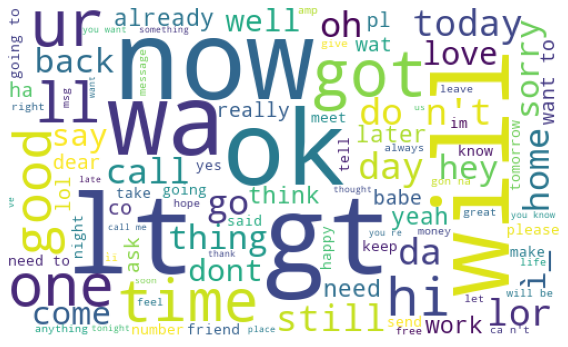 going to
ur
already
well
amp
oh
pl
today
you want
something
give
back
now
wat
got
love
sorry
want to
ha
right
msg
want
message
really
meet
us
leave
ll
wa
ok
do
n't
im
will
say
yes
tell
later
always
know
tomorrow
home
good
dear
lol
call
day
hey
gon na
late
take
going
think
babe
thought
great
you know
ve
co
hope
go
said
yeah
please
lt
gt
one
night
call me
thing
happy
you re
money
keep
da
make
life
i_
need to
ask
ii
thank
dont
need
hi
will be
come
soon
feel
time
still
let
lor
anything
tonight
number
friend
place
send
free
work
ca n't